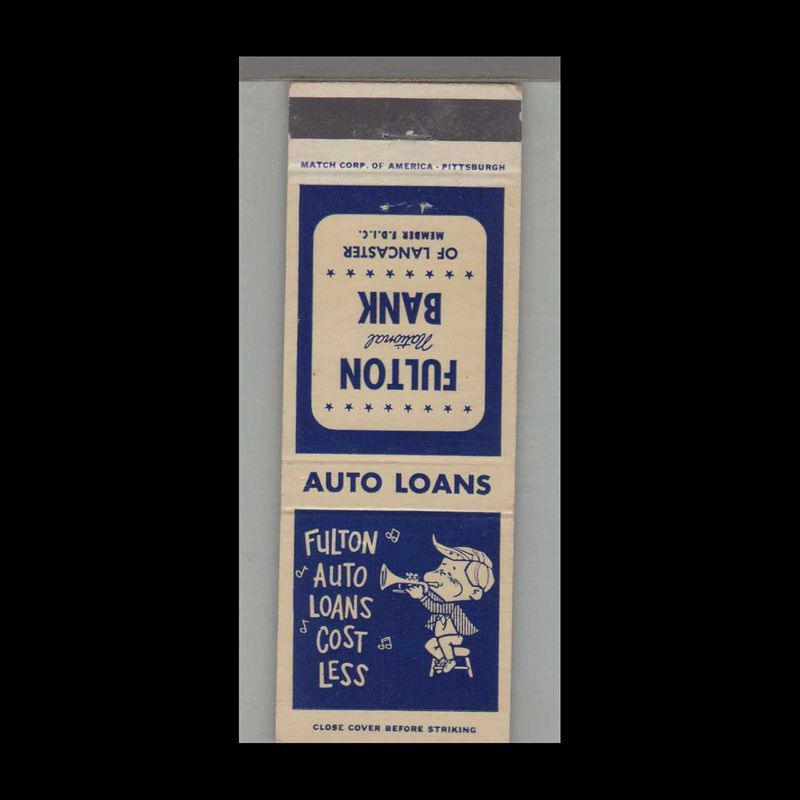 MATCH CORP. OF AMERICA - PITTSBURGH
FULTON
National
BANK
OF LANCASTER
MEMBER F.D.I.C.
AUTO LOANS
FULTON
AUTO
LOANS
COST
LESS
CLOSE COVER BEFORE STRIKING